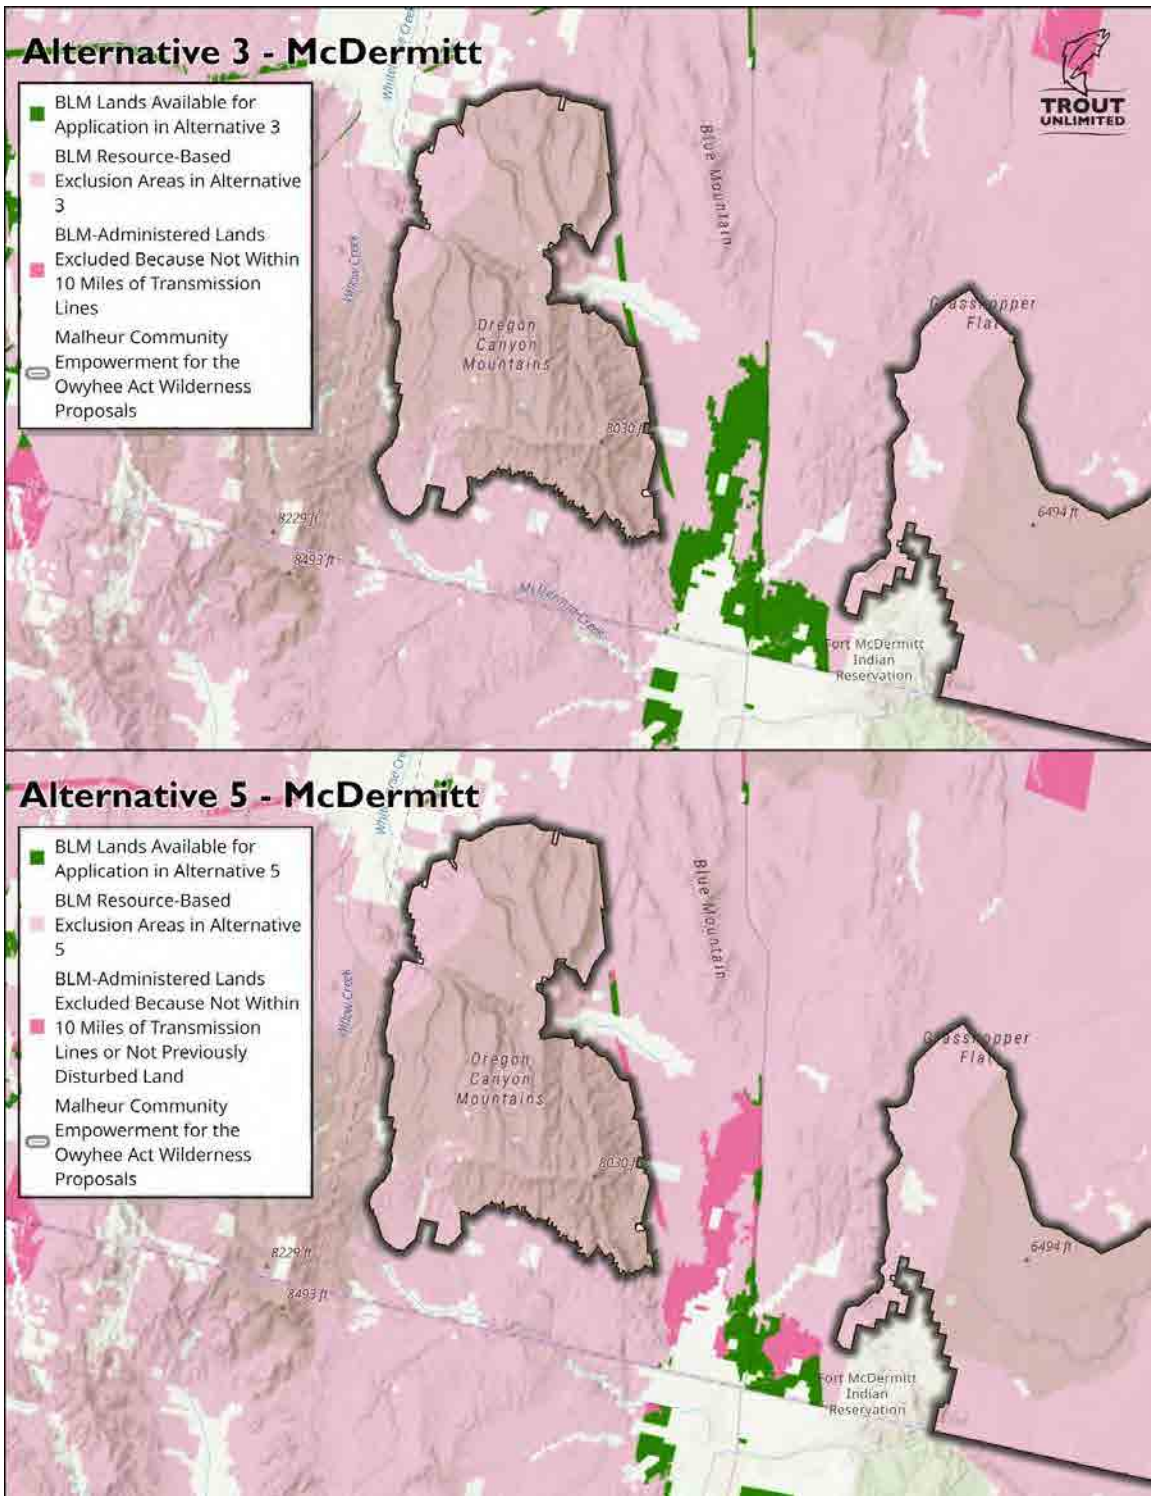 Alternative 3 - McDermitt
TROUT
UNLIMITED
BLM Lands Available for
Application in Alternative 3
BLM Resource-Based
Exclusion Areas in Alternative
3
BLM-Administered Lands
Excluded Because Not Within
10 Miles of Transmission
Lines
Malheur Community
Empowerment for the
Owyhee Act Wilderness
Proposals
Creek
Blue Mountain
Willow Creek
Oregon
Canyon
Mountains
Grasshopper
Flat
8030 ft
6494 ft
8229 ft
8493 ft
McDermitt Creek
Fort McDermitt
Indian
Reservation
Alternative 5 - McDermitt
BLM Lands Available for
Application in Alternative 5
BLM Resource-Based
Exclusion Areas in Alternative
5
BLM-Administered Lands
Excluded Because Not Within
10 Miles of Transmission
Lines or Not Previously
Disturbed Land
Malheur Community
Empowerment for the
Owyhee Act Wilderness
Proposals
Blue Mountain
Willow Creek
Oregon
Canyon
Mountains
Grasshopper
Flat
8030 ft
6494 ft
8229 ft
8493 ft
Fort McDermitt
Indian
Reservation